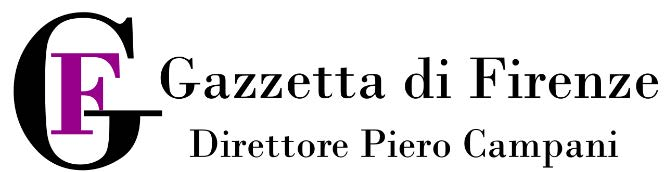 GF
Gazzetta di Firenze
Direttore Piero Campani